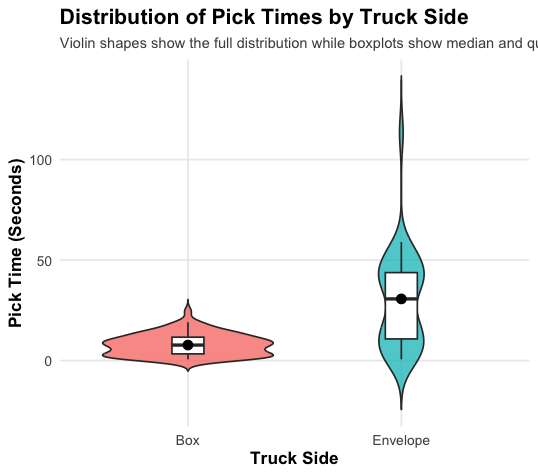 Distribution of Pick Times by Truck Side
Violin shapes show the full distribution while boxplots show median and qu
Pick Time (Seconds)
100
50
0
Box
Envelope
Truck Side